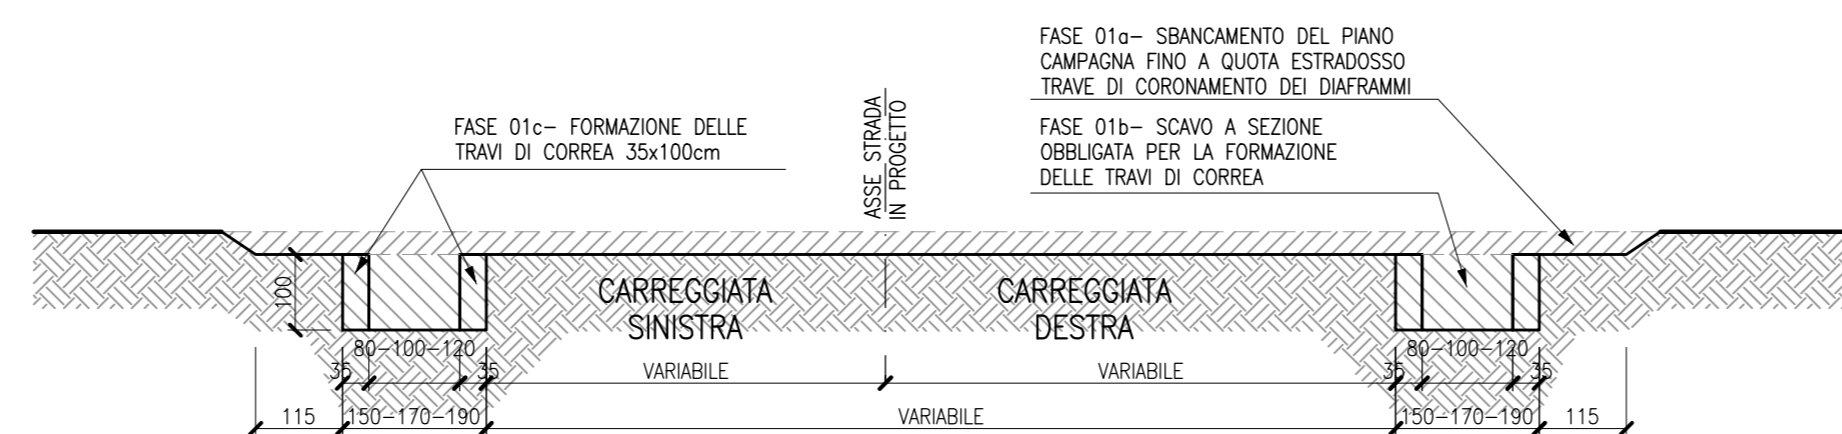 FASE 01a– SBANCAMENTO DEL PIANO
CAMPAGNA FINO A QUOTA ESTRADOSSO
TRAVE DI CORONAMENTO DEI DIAFRAMMI
FASE 01c– FORMAZIONE DELLE
TRAVI DI CORREA 35x100cm
ASSE STRADA
IN PROGETTO
FASE 01b– SCAVO A SEZIONE
OBBLIGATA PER LA FORMAZIONE
DELLE TRAVI DI CORREA
100
CARREGGIATA
SINISTRA
CARREGGIATA
DESTRA
80–100–120
80–100–120
35
35
VARIABILE
VARIABILE
35
35
115
150–170–190
VARIABILE
150–170–190
115